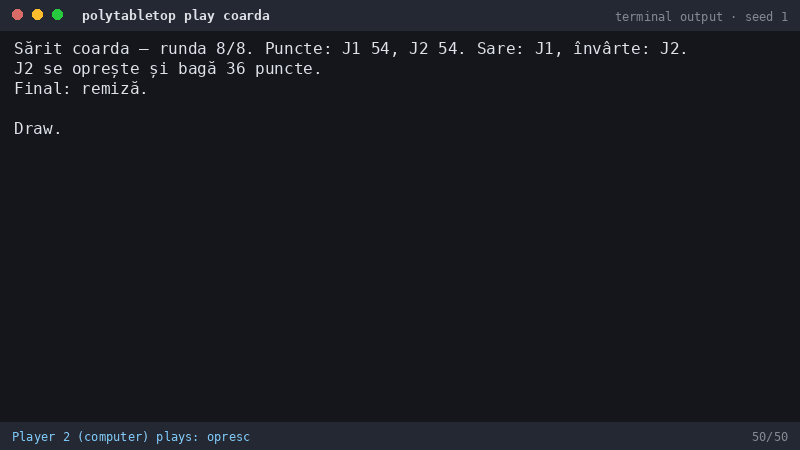 polytabletop play coarda
terminal output · seed 1
Sărit coarda — runda 8/8. Puncte: J1 54, J2 54. Sare: J1, învârte: J2.
J2 se oprește și bagă 36 puncte.
Final: remiză.
Draw.
Player 2 (computer) plays: opresc
50/50